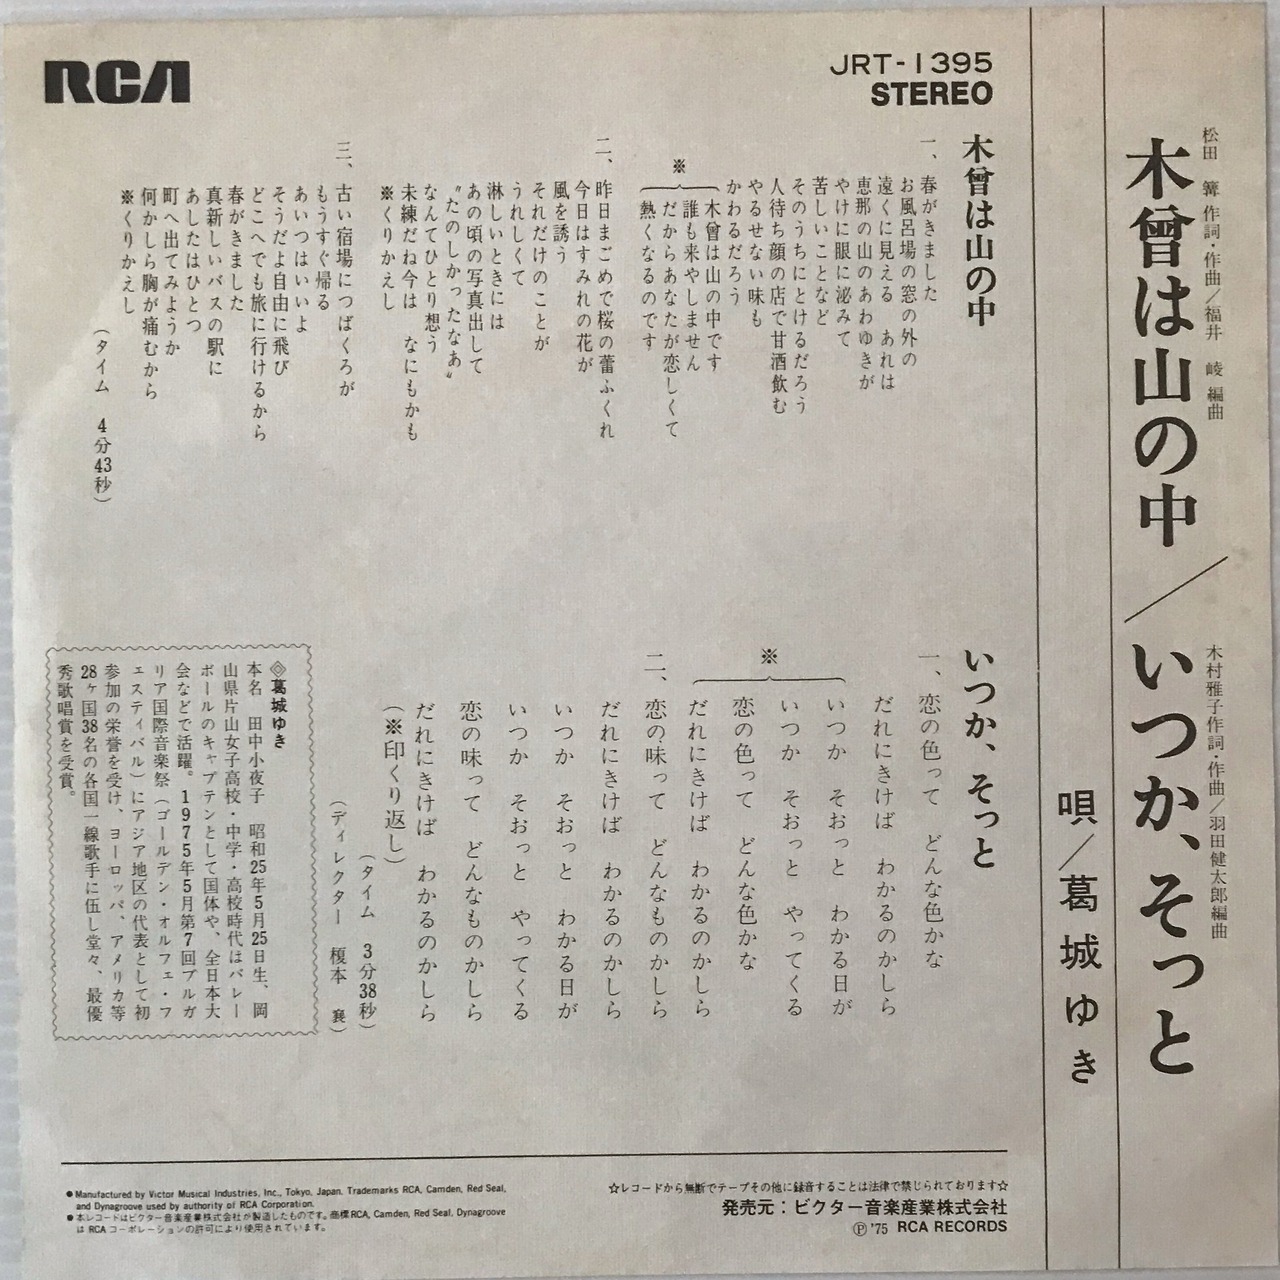 RCA
JRT-1395
STEREO
松田 篝 作詞・作曲/福井 崚 編曲
木曾は山の中/いつか、そっと
木村雅子作詞・作曲/羽田健太郎編曲
唄/葛城ゆき
木曾は山の中
一、春がきました
お風呂場の窓の外の
遠くに見える あれは
恵那の山のあわゆきが
やけに眼に泌みて
苦しいことなど
そのうちにとけるだろう
人待ち顔の店で甘酒飲む
やるせない味も
かわるだろう
※
木曾は山の中です
誰も来やしません
だからあなたが恋しくて
熱くなるのです
二、昨日まごめで桜の蕾ふくれ
今日はすみれの花が
風を誘う
それだけのことが
うれしくて
淋しいときには
あの頃の写真出して
〝たのしかったなあ〟
なんてひとり想う
未練だね今は なにもかも
※くりかえし
三、古い宿場につばくろが
もうすぐ帰る
あいつはいいよ
そうだよ自由に飛び
どこへでも旅に行けるから
春がきました
真新しいバスの駅に
あしたはひとつ
町へ出てみようか
何かしら胸が痛むから
※くりかえし
(タイム 4分43秒)
いつか、そっと
一、恋の色って どんな色かな
だれにきけば わかるのかしら
※
いつか そおっと わかる日が
いつか そおっと やってくる
恋の色って どんな色かな
だれにきけば わかるのかしら
二、恋の味って どんなものかしら
だれにきけば わかるのかしら
いつか そおっと わかる日が
いつか そおっと やってくる
恋の味って どんなものかしら
だれにきけば わかるのかしら
(※印くり返し)
(タイム 3分38秒)
(ディレクター 榎本 襄)
◎葛城ゆき
本名 田中小夜子 昭和25年5月25日生、岡
山県片山女子高校・中学・高校時代はバレー
ボールのキャプテンとして国体や、全日本大
会などで活躍。1975年5月第7回ブルガ
リア国際音楽祭(ゴールデン・オルフェ・フ
ェスティバル)にアジア地区の代表として初
参加の栄誉を受け、ヨーロッパ、アメリカ等
28ヶ国38名の各国一線歌手に伍し堂々、最優
秀歌唱賞を受賞。
●Manufactured by Victor Musical Industries, Inc., Tokyo, Japan. Trademarks RCA, Camden, Red Seal,
and Dynagroove used by authority of RCA Corporation.
●本レコードはビクター音楽産業株式会社が製造したものです。商標RCA, Camden, Red Seal, Dynagroove
は RCA コーポレーションの許可により使用されています。
☆レコードから無断でテープその他に録音することは法律で禁じられております☆
発売元:ビクター音楽産業株式会社
Ⓟ '75 RCA RECORDS